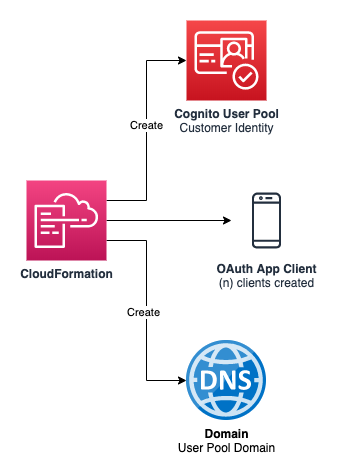 Cognito User Pool
Customer Identity
Create
CloudFormation
OAuth App Client
(n) clients created
Create
DNS
Domain
User Pool Domain